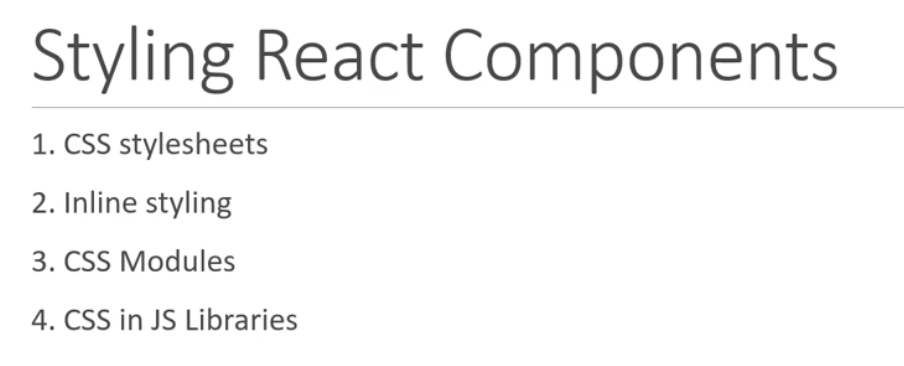 Styling React Components
1. CSS stylesheets
2. Inline styling
3. CSS Modules
4. CSS in JS Libraries